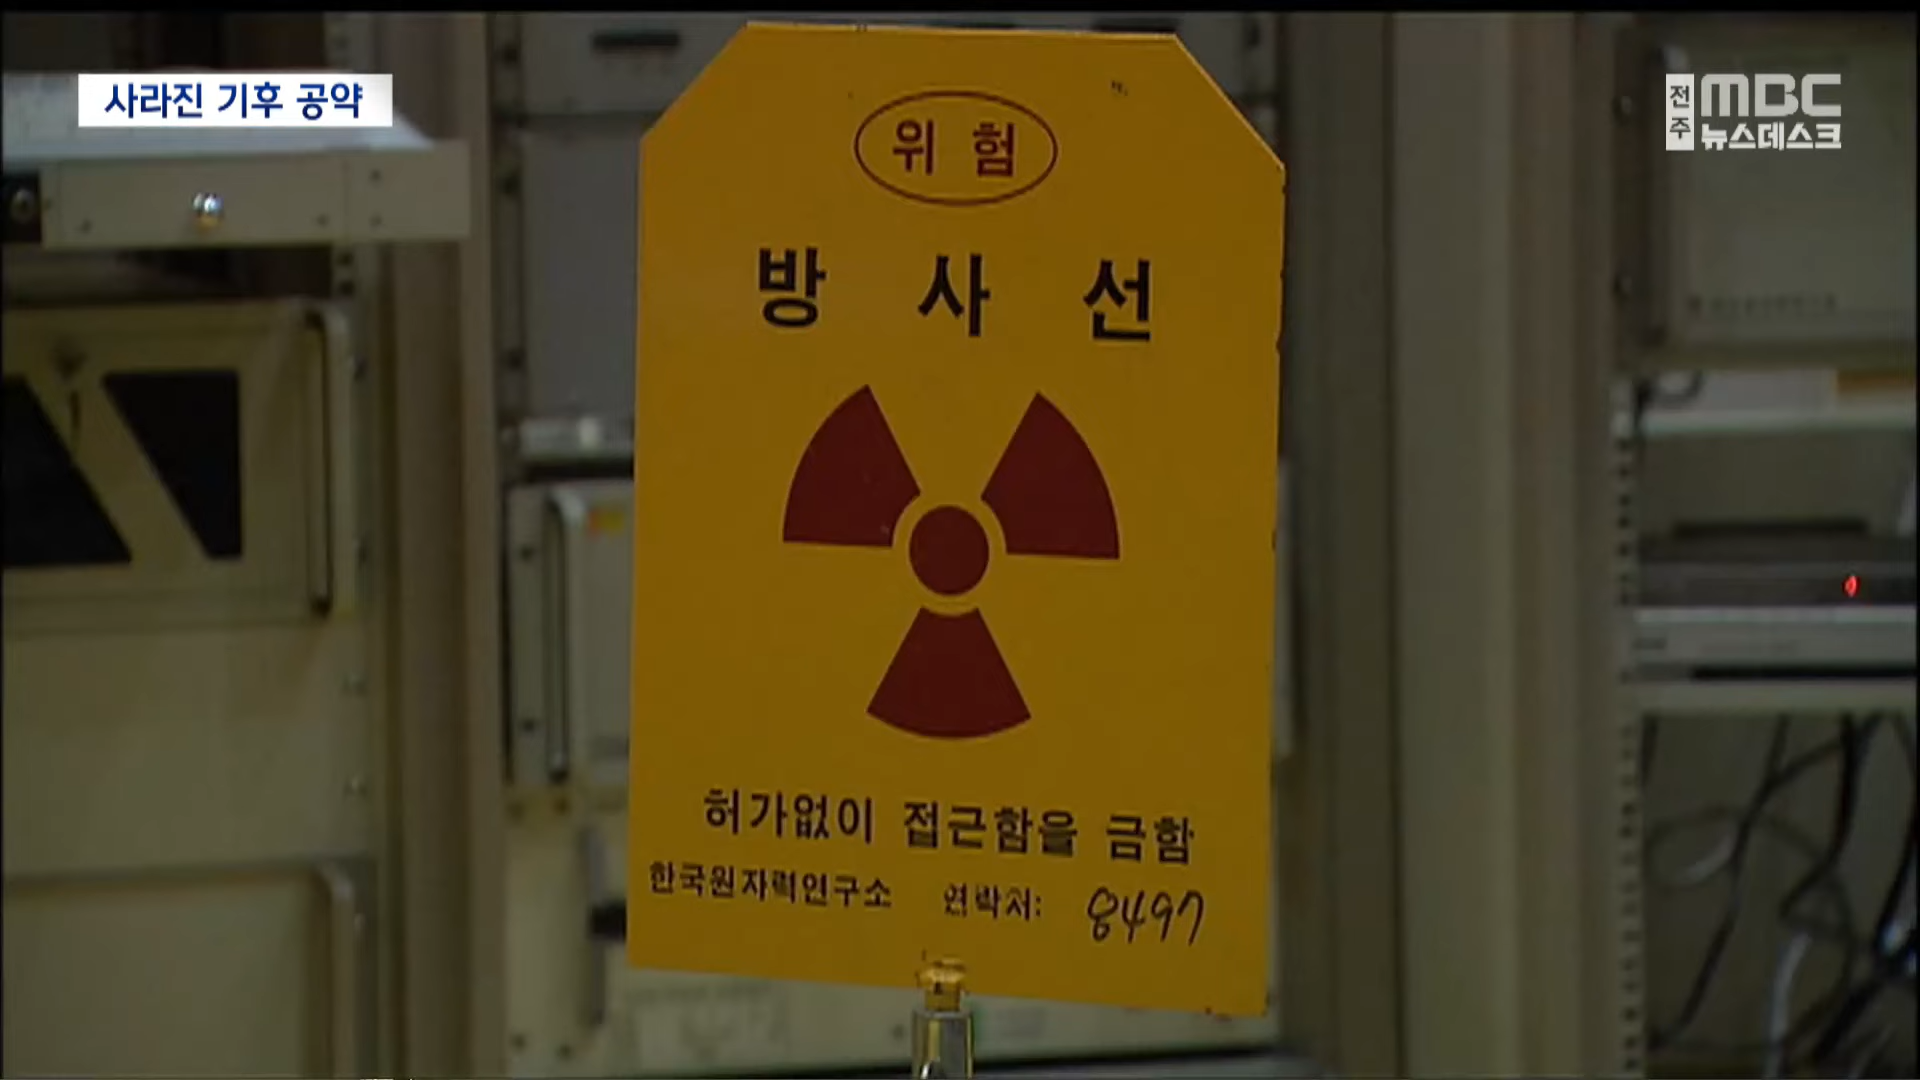 사라진 기후 공약
전주
MBC
뉴스데스크
위험
방사선
허가없이 접근함을 금함
한국원자력연구소 연락처: 8497